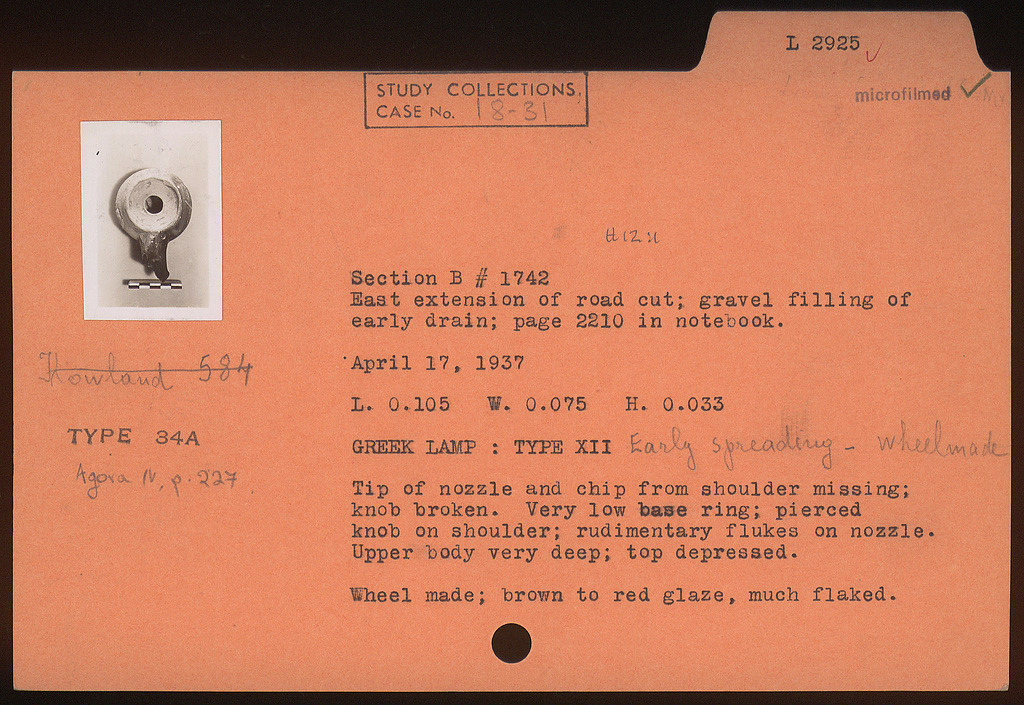 L 2925
microfilmed
STUDY COLLECTIONS,
CASE No. 18-31
Section B # 1742
East extension of road cut; gravel filling of
early drain; page 2210 in notebook.
April 17, 1937
L. 0.105 W. 0.075 H. 0.033
GREEK LAMP : TYPE XII Early spreading - wheelmade
Tip of nozzle and chip from shoulder missing;
knob broken. Very low base ring; pierced
knob on shoulder; rudimentary flukes on nozzle.
Upper body very deep; top depressed.
Wheel made; brown to red glaze, much flaked.
Howland 584
TYPE 34A
Agora IV, p. 227